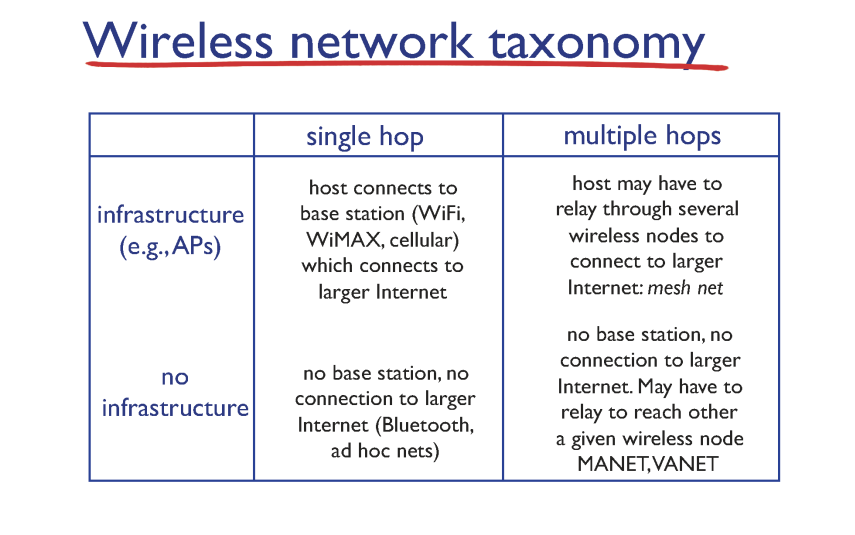 Wireless network taxonomy
single hop
multiple hops
infrastructure
(e.g., APs)
host connects to
base station (WiFi,
WiMAX, cellular)
which connects to
larger Internet
host may have to
relay through several
wireless nodes to
connect to larger
Internet: mesh net
no
infrastructure
no base station, no
connection to larger
Internet (Bluetooth,
ad hoc nets)
no base station, no
connection to larger
Internet. May have to
relay to reach other
a given wireless node
MANET, VANET